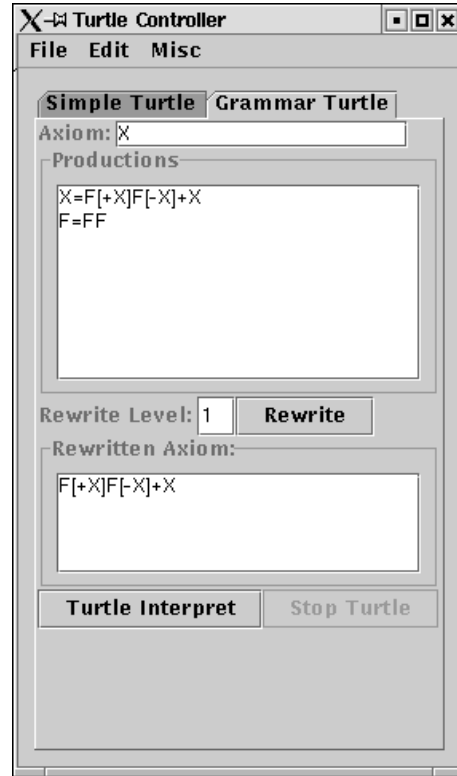 Turtle Controller
File Edit Misc
Simple Turtle Grammar Turtle
Axiom: X
Productions
X=F[+X]F[-X]+X
F=FF
Rewrite Level: 1 Rewrite
Rewritten Axiom:
F[+X]F[-X]+X
Turtle Interpret Stop Turtle